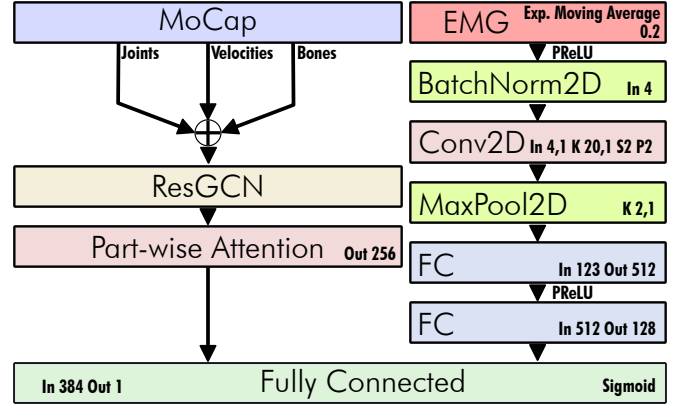 MoCap
Joints Velocities Bones
ResGCN
Part-wise Attention Out 256
EMG Exp. Moving Average 0.2
PReLU
BatchNorm2D In 4
Conv2D In 4,1 K 20,1 S2 P2
MaxPool2D K 2,1
FC In 123 Out 512
PReLU
FC In 512 Out 128
In 384 Out 1 Fully Connected Sigmoid